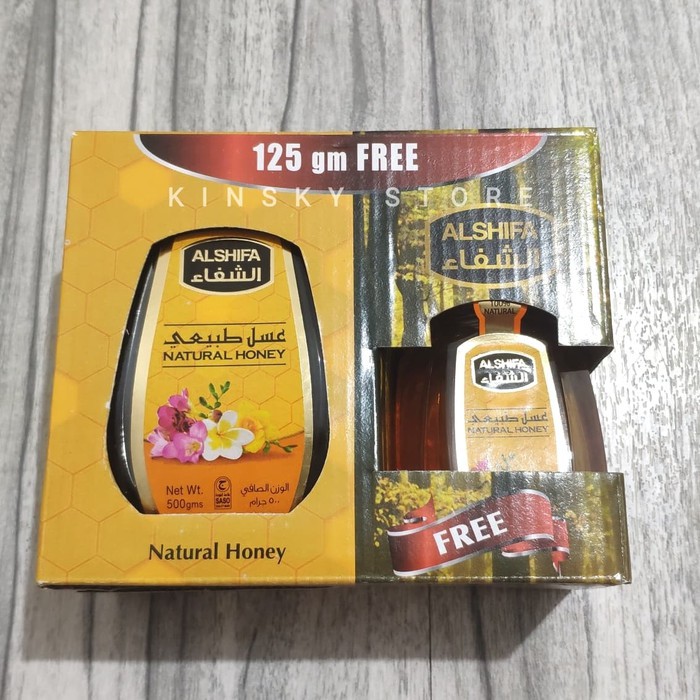 125 gm FREE
KINSKY STORE
ALSHIFA
الشفاء
عسل طبيعي
NATURAL HONEY
Net Wt.
500gms
SASO
الوزن الصافي
٥٠٠ جرام
Natural Honey
ALSHIFA
الشفاء
100%
NATURAL
ALSHIFA
الشفاء
عسل طبيعي
NATURAL HONEY
FREE